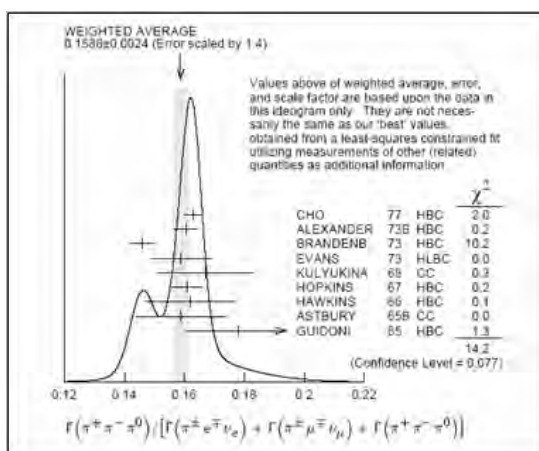 WEIGHTED AVERAGE
0.1588±0.0024 (Error scaled by 1.4)
Values above of weighted average, error,
and scale factor are based upon the data in
this ideogram only. They are not neces-
sarily the same as our 'best' values,
obtained from a least-squares constrained fit
utilizing measurements of other (related)
quantities as additional information.
χ²
CHO 77 HBC 2.0
ALEXANDER 73B HBC 0.2
BRANDENB 73 HBC 10.2
EVANS 73 HLBC 0.0
KULYUKINA 68 CC 0.3
HOPKINS 67 HBC 0.2
HAWKINS 66 HBC 0.1
ASTBURY 65B CC 0.0
GUIDONI 65 HBC 1.3
14.2
(Confidence Level = 0.077)
0.12 0.14 0.16 0.18 0.2 0.22
Γ(π⁺π⁻π⁰)/[Γ(π±e∓νe) + Γ(π±μ∓νμ) + Γ(π⁺π⁻π⁰)]